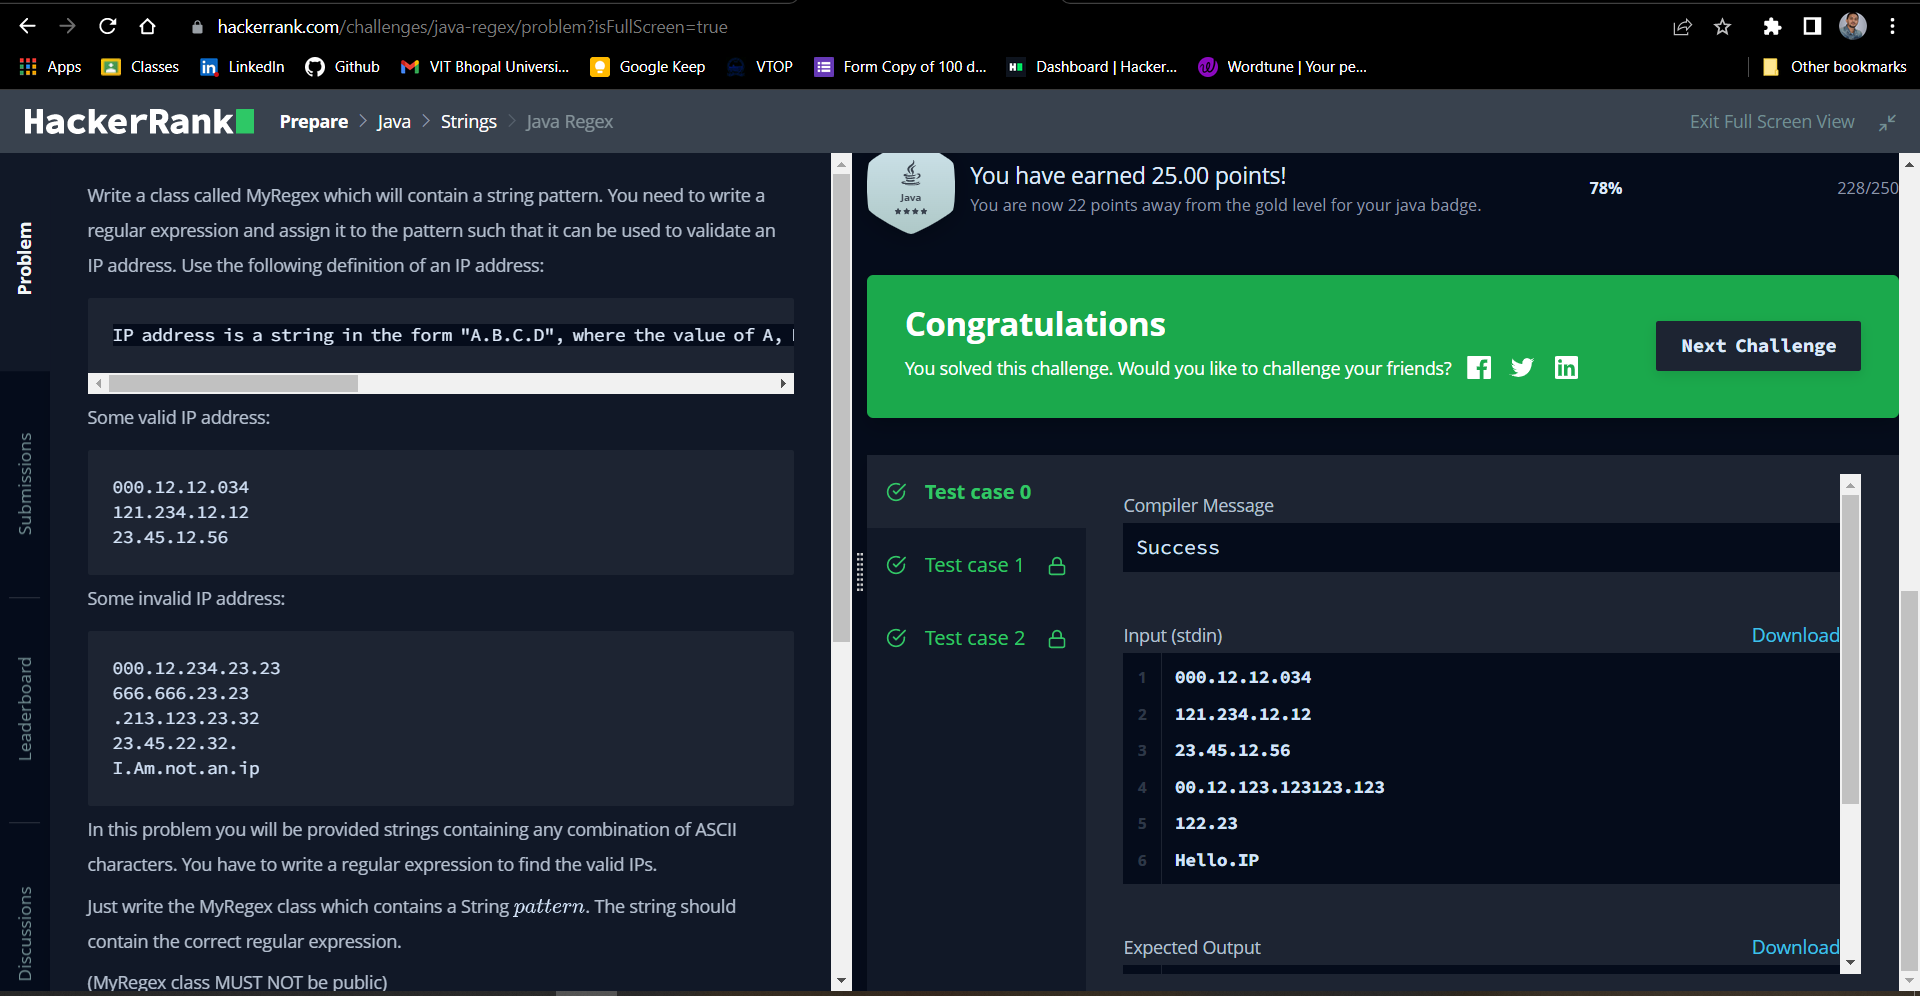 hackerrank.com/challenges/java-regex/problem?isFullScreen=true
Apps Classes LinkedIn Github VIT Bhopal Universi... Google Keep VTOP Form Copy of 100 d... Dashboard | Hacker... Wordtune | Your pe... Other bookmarks
HackerRank Prepare > Java > Strings > Java Regex Exit Full Screen View
Problem
Submissions
Leaderboard
Discussions
Write a class called MyRegex which will contain a string pattern. You need to write a
regular expression and assign it to the pattern such that it can be used to validate an
IP address. Use the following definition of an IP address:
IP address is a string in the form "A.B.C.D", where the value of A,
Some valid IP address:
000.12.12.034
121.234.12.12
23.45.12.56
Some invalid IP address:
000.12.234.23.23
666.666.23.23
.213.123.23.32
23.45.22.32.
I.Am.not.an.ip
In this problem you will be provided strings containing any combination of ASCII
characters. You have to write a regular expression to find the valid IPs.
Just write the MyRegex class which contains a String pattern. The string should
contain the correct regular expression.
(MyRegex class MUST NOT be public)
Java
You have earned 25.00 points!
You are now 22 points away from the gold level for your java badge.
78%
228/250
Congratulations
You solved this challenge. Would you like to challenge your friends?
Next Challenge
Test case 0
Test case 1
Test case 2
Compiler Message
Success
Input (stdin) Download
1 000.12.12.034
2 121.234.12.12
3 23.45.12.56
4 00.12.123.123123.123
5 122.23
6 Hello.IP
Expected Output Download